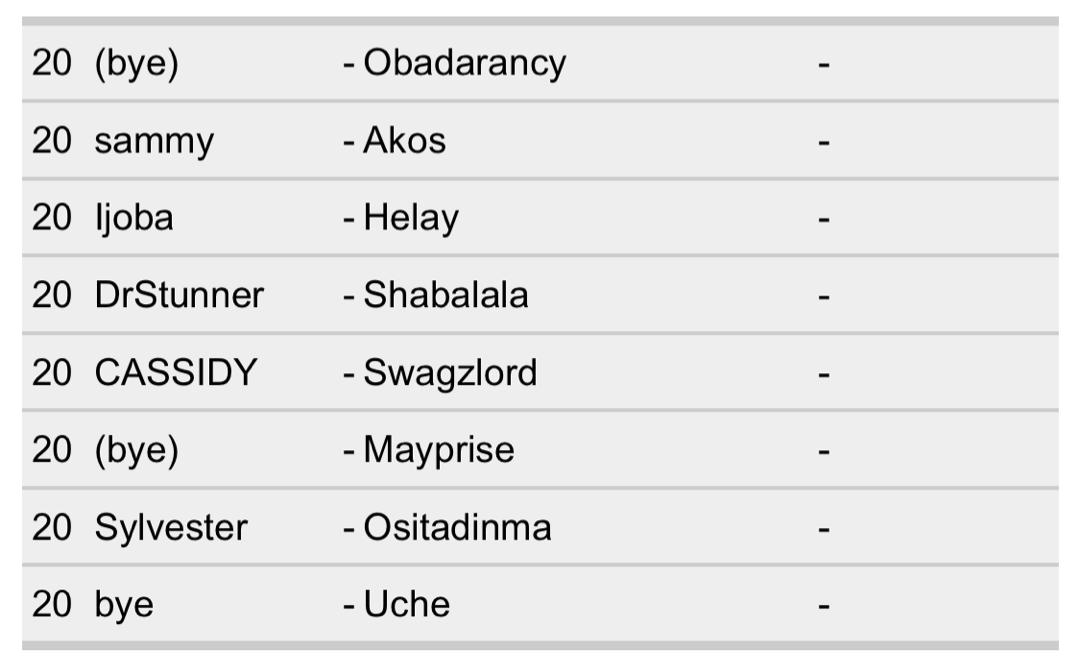 20 (bye) - Obadarancy -
20 sammy - Akos -
20 Ijoba - Helay -
20 DrStunner - Shabalala -
20 CASSIDY - Swagzlord -
20 (bye) - Mayprise -
20 Sylvester - Ositadinma -
20 bye - Uche -